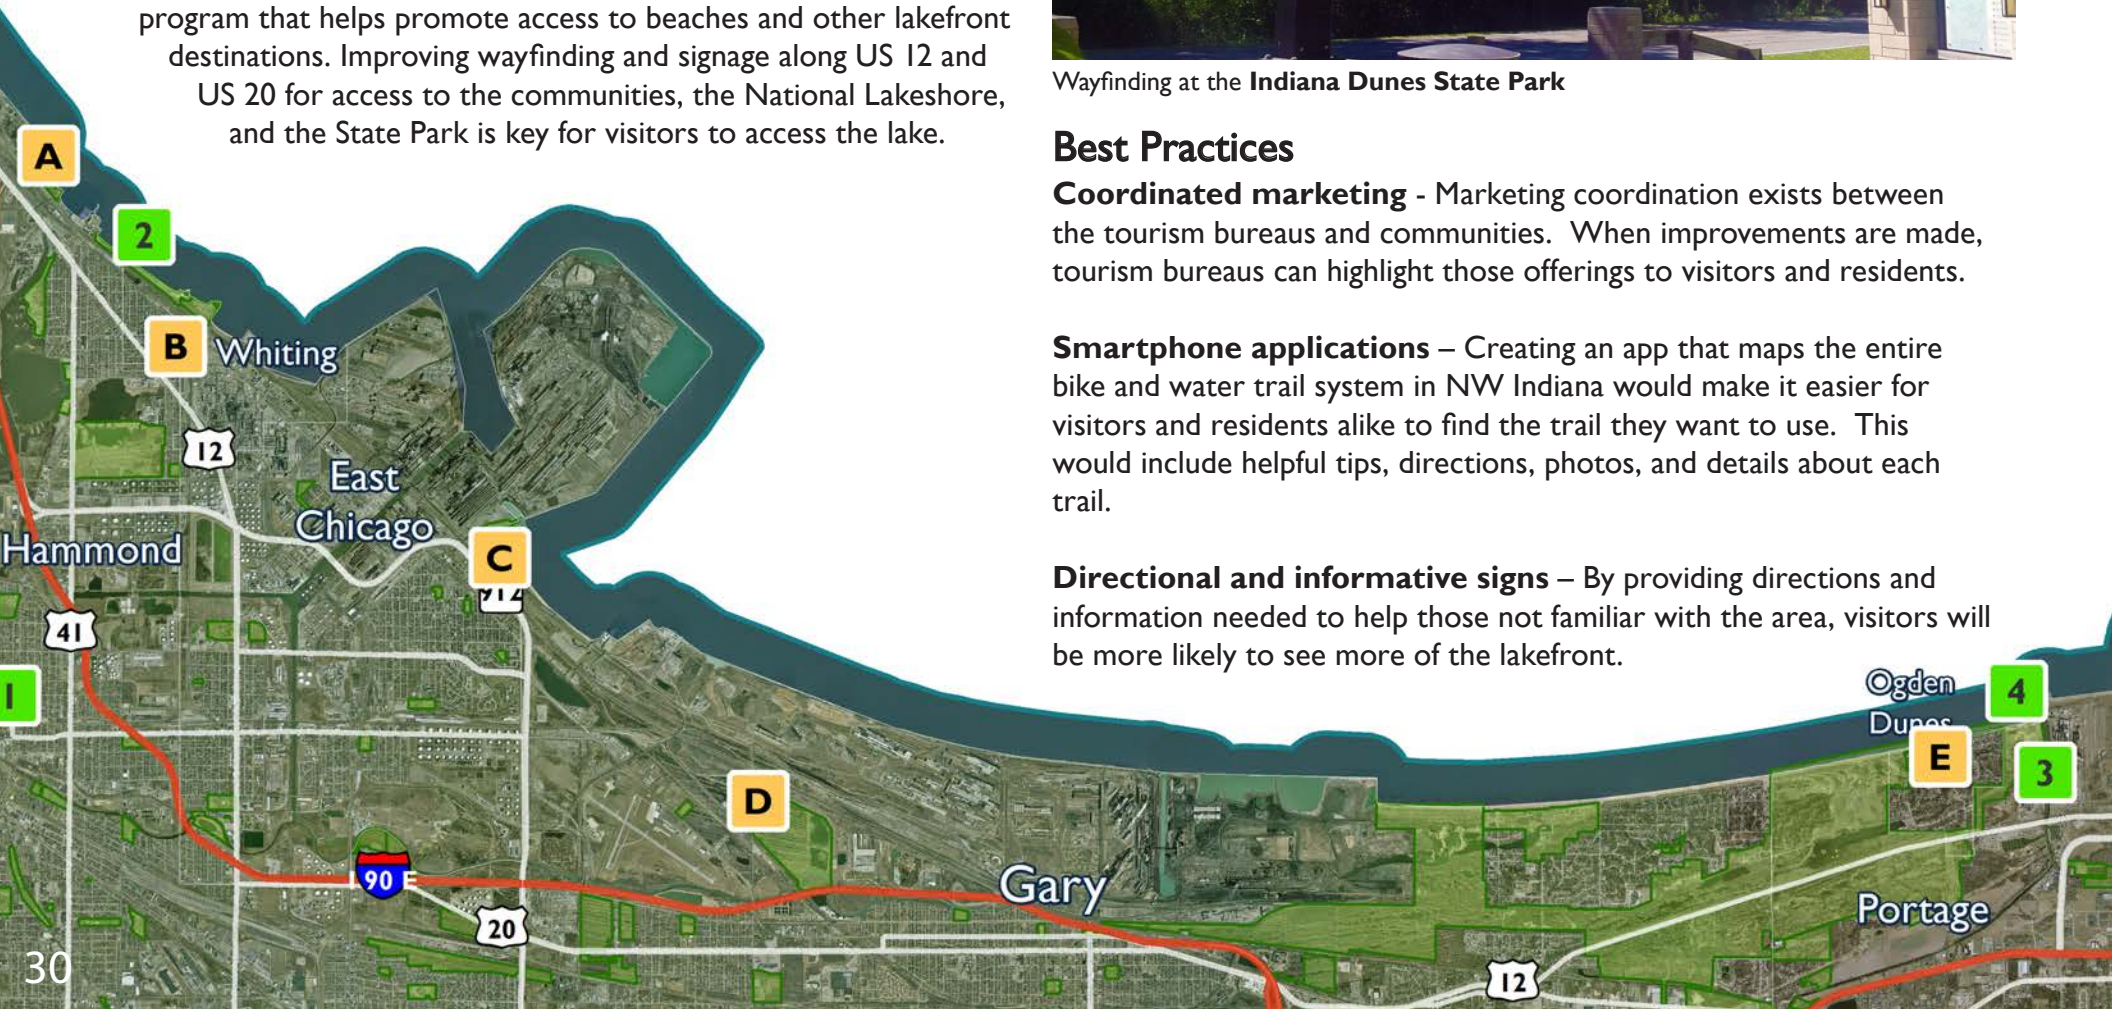 program that helps promote access to beaches and other lakefront
destinations. Improving wayfinding and signage along US 12 and
US 20 for access to the communities, the National Lakeshore,
and the State Park is key for visitors to access the lake.
Wayfinding at the Indiana Dunes State Park
Best Practices
Coordinated marketing - Marketing coordination exists between
the tourism bureaus and communities.  When improvements are made,
tourism bureaus can highlight those offerings to visitors and residents.
Smartphone applications – Creating an app that maps the entire
bike and water trail system in NW Indiana would make it easier for
visitors and residents alike to find the trail they want to use.  This
would include helpful tips, directions, photos, and details about each
trail.
Directional and informative signs – By providing directions and
information needed to help those not familiar with the area, visitors will
be more likely to see more of the lakefront.
A
2
B
Whiting
12
East
Chicago
Hammond
C
912
41
1
Ogden
Dunes
4
E
3
D
90 E
Gary
20
Portage
12
30